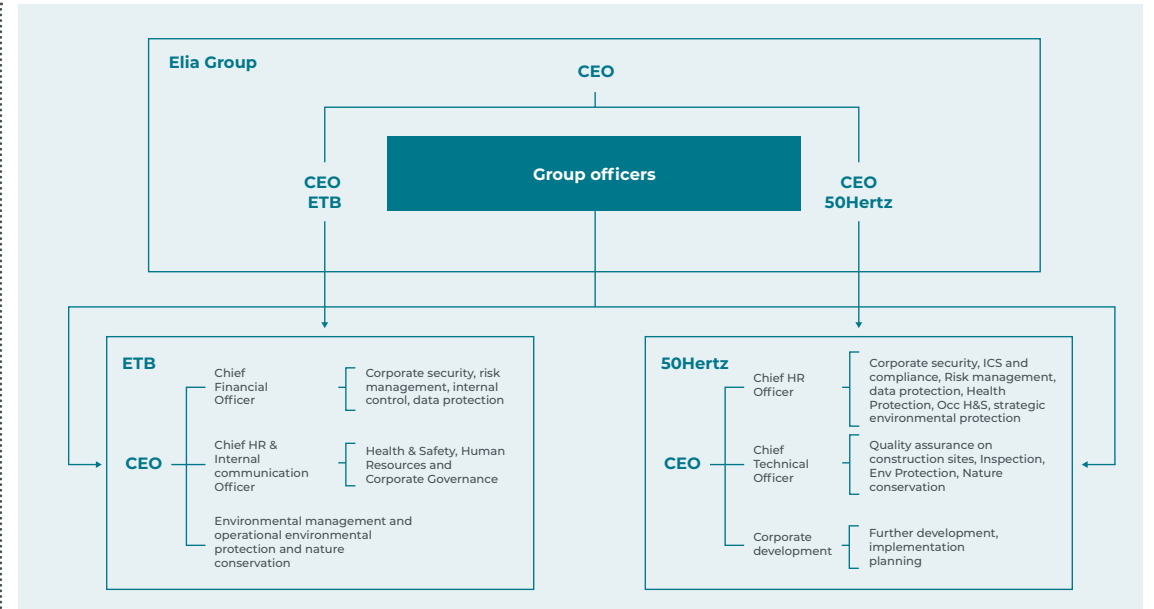 Elia Group
CEO
Group officers
CEO
ETB
CEO
50Hertz
ETB
CEO
Chief
Financial
Officer
Corporate security, risk
management, internal
control, data protection
Chief HR &
Internal
communication
Officer
Health & Safety, Human
Resources and
Corporate Governance
Environmental management and
operational environmental
protection and nature
conservation
50Hertz
CEO
Chief HR
Officer
Corporate security, ICS and
compliance, Risk management,
data protection, Health
Protection, Occ H&S, strategic
environmental protection
Chief
Technical
Officer
Quality assurance on
construction sites, Inspection,
Env Protection, Nature
conservation
Corporate
development
Further development,
implementation
planning